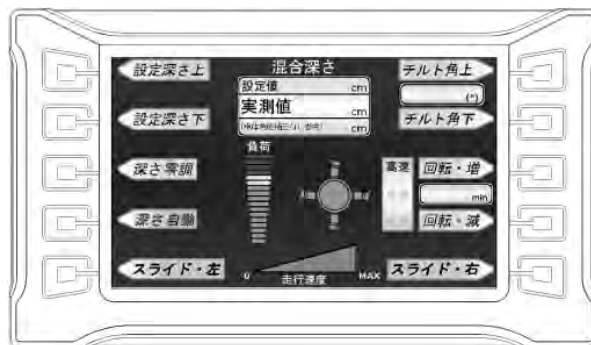 混合深さ
設定深さ上
設定値 cm
実測値 cm
cm
チルト角上
(°)
設定深さ下
チルト角下
深さ零調
負荷
高速
回転・増
min
深さ自動
回転・減
スライド・左
0 走行速度 MAX
スライド・右